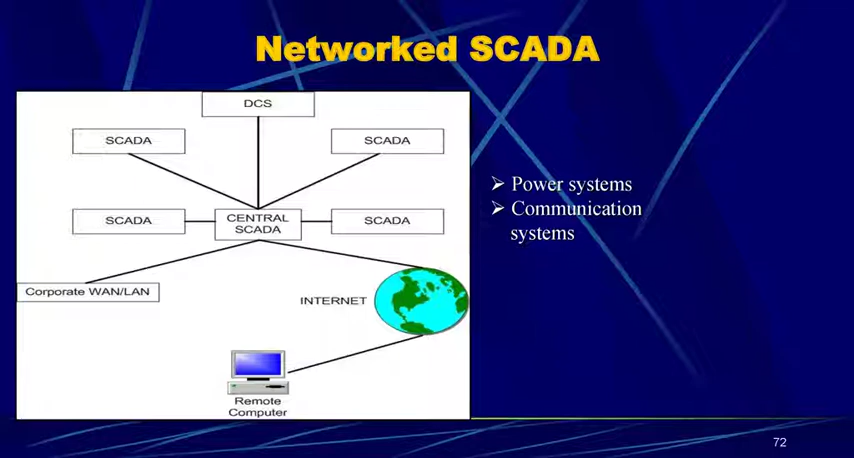 Networked SCADA
DCS
SCADA
SCADA
SCADA
CENTRAL
SCADA
SCADA
Corporate WAN/LAN
INTERNET
Remote
Computer
➢ Power systems
➢ Communication
systems
72